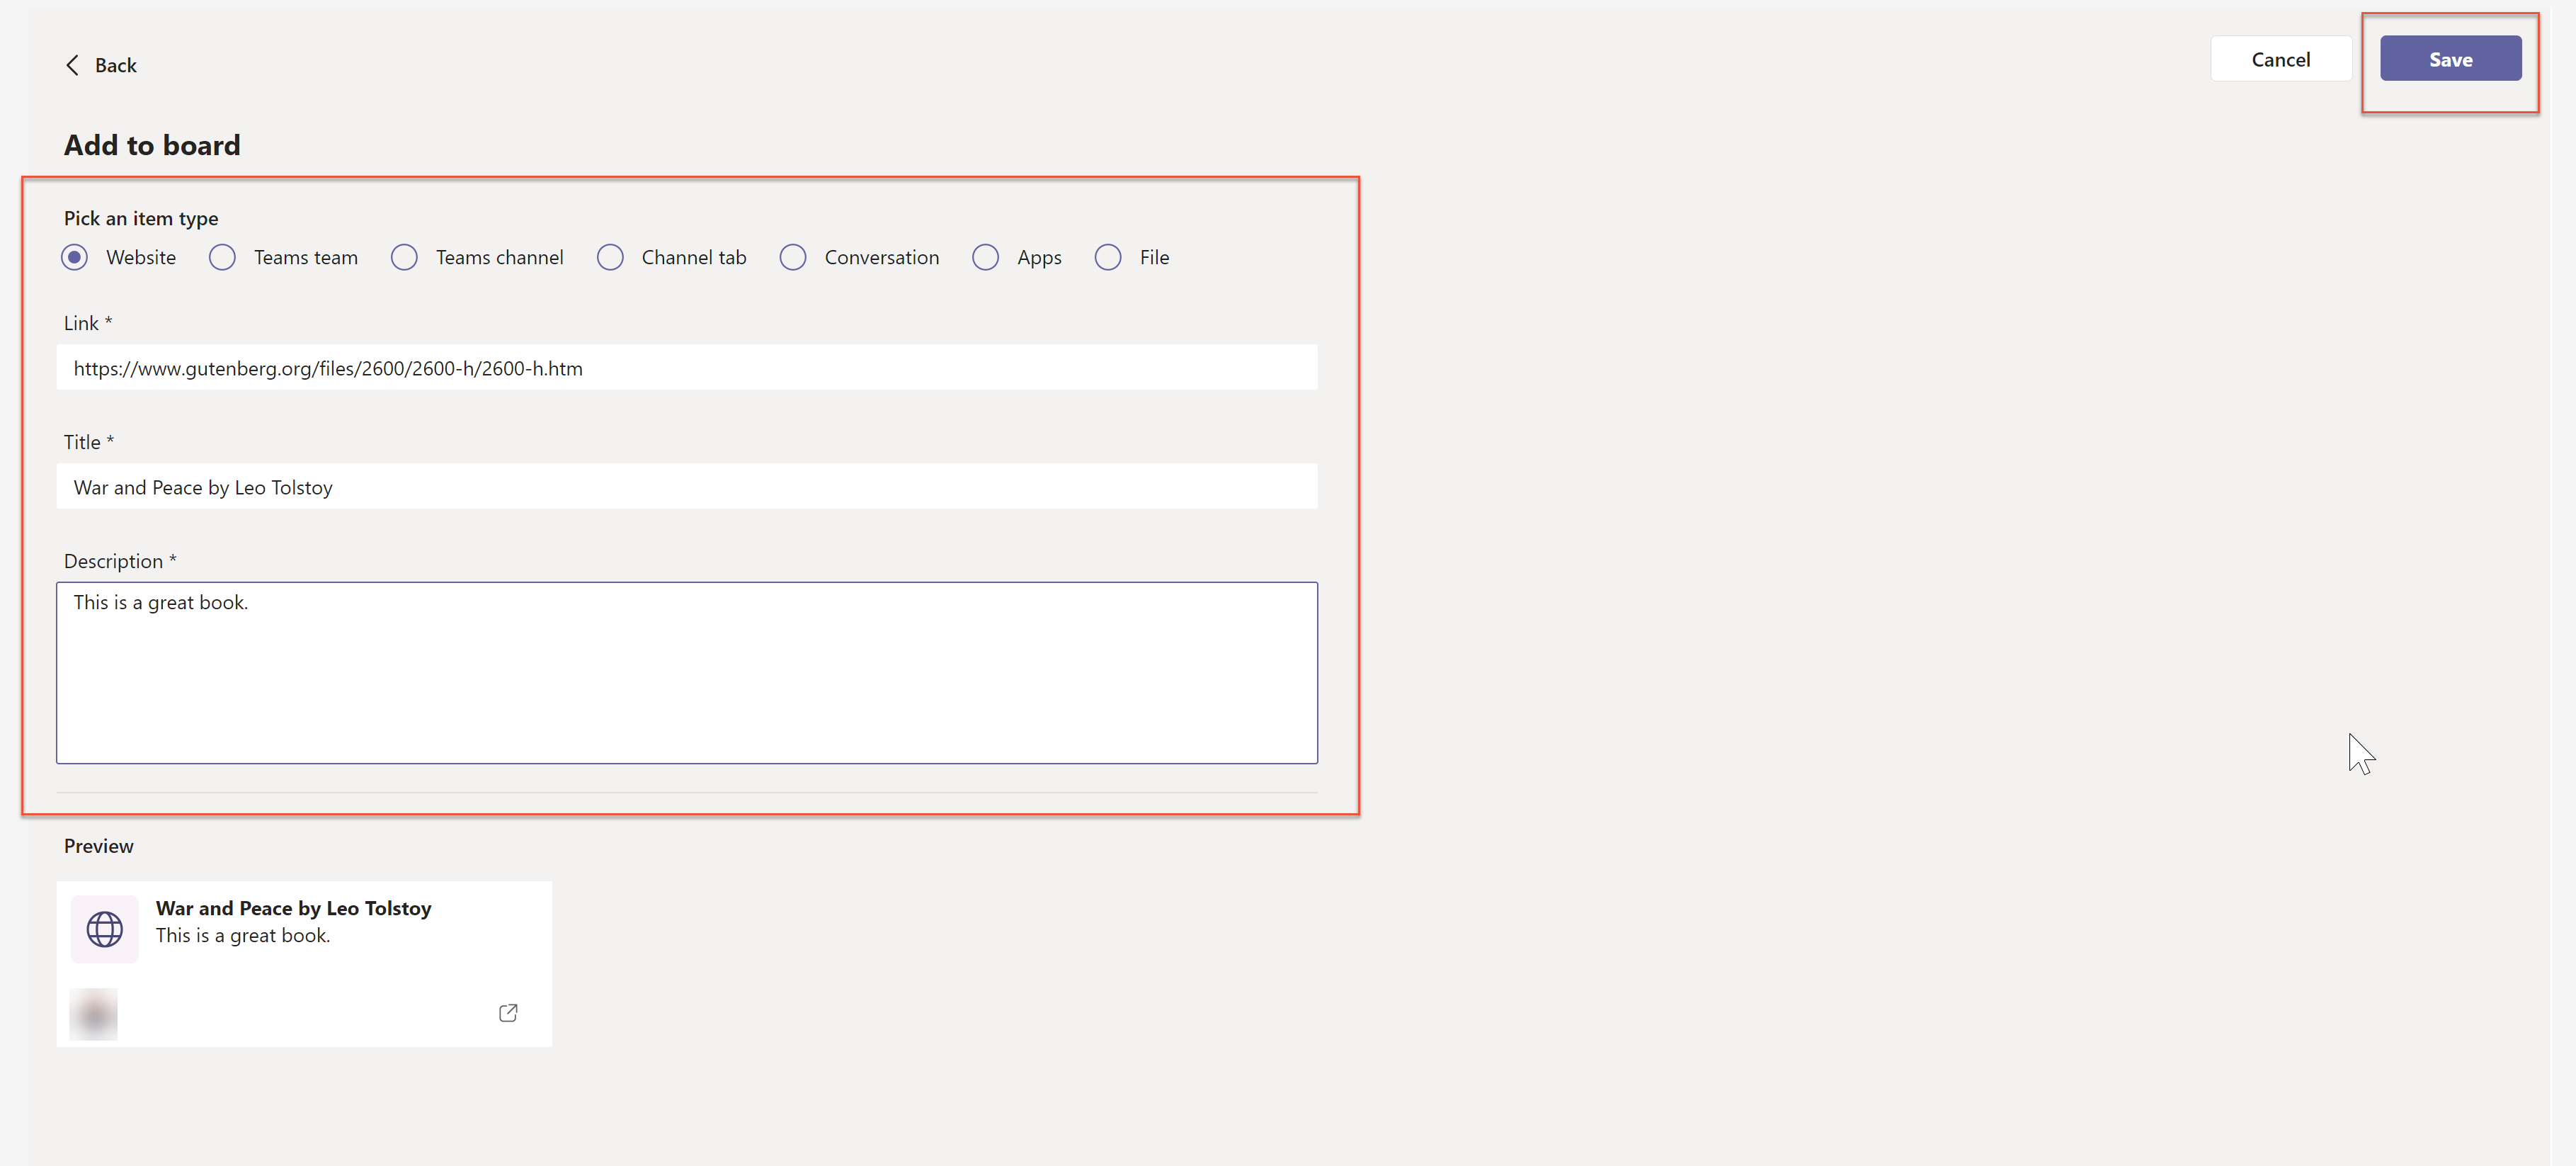 Back
Cancel
Save
Add to board
Pick an item type
Website Teams team Teams channel Channel tab Conversation Apps File
Link *
https://www.gutenberg.org/files/2600/2600-h/2600-h.htm
Title *
War and Peace by Leo Tolstoy
Description *
This is a great book.
Preview
War and Peace by Leo Tolstoy
This is a great book.